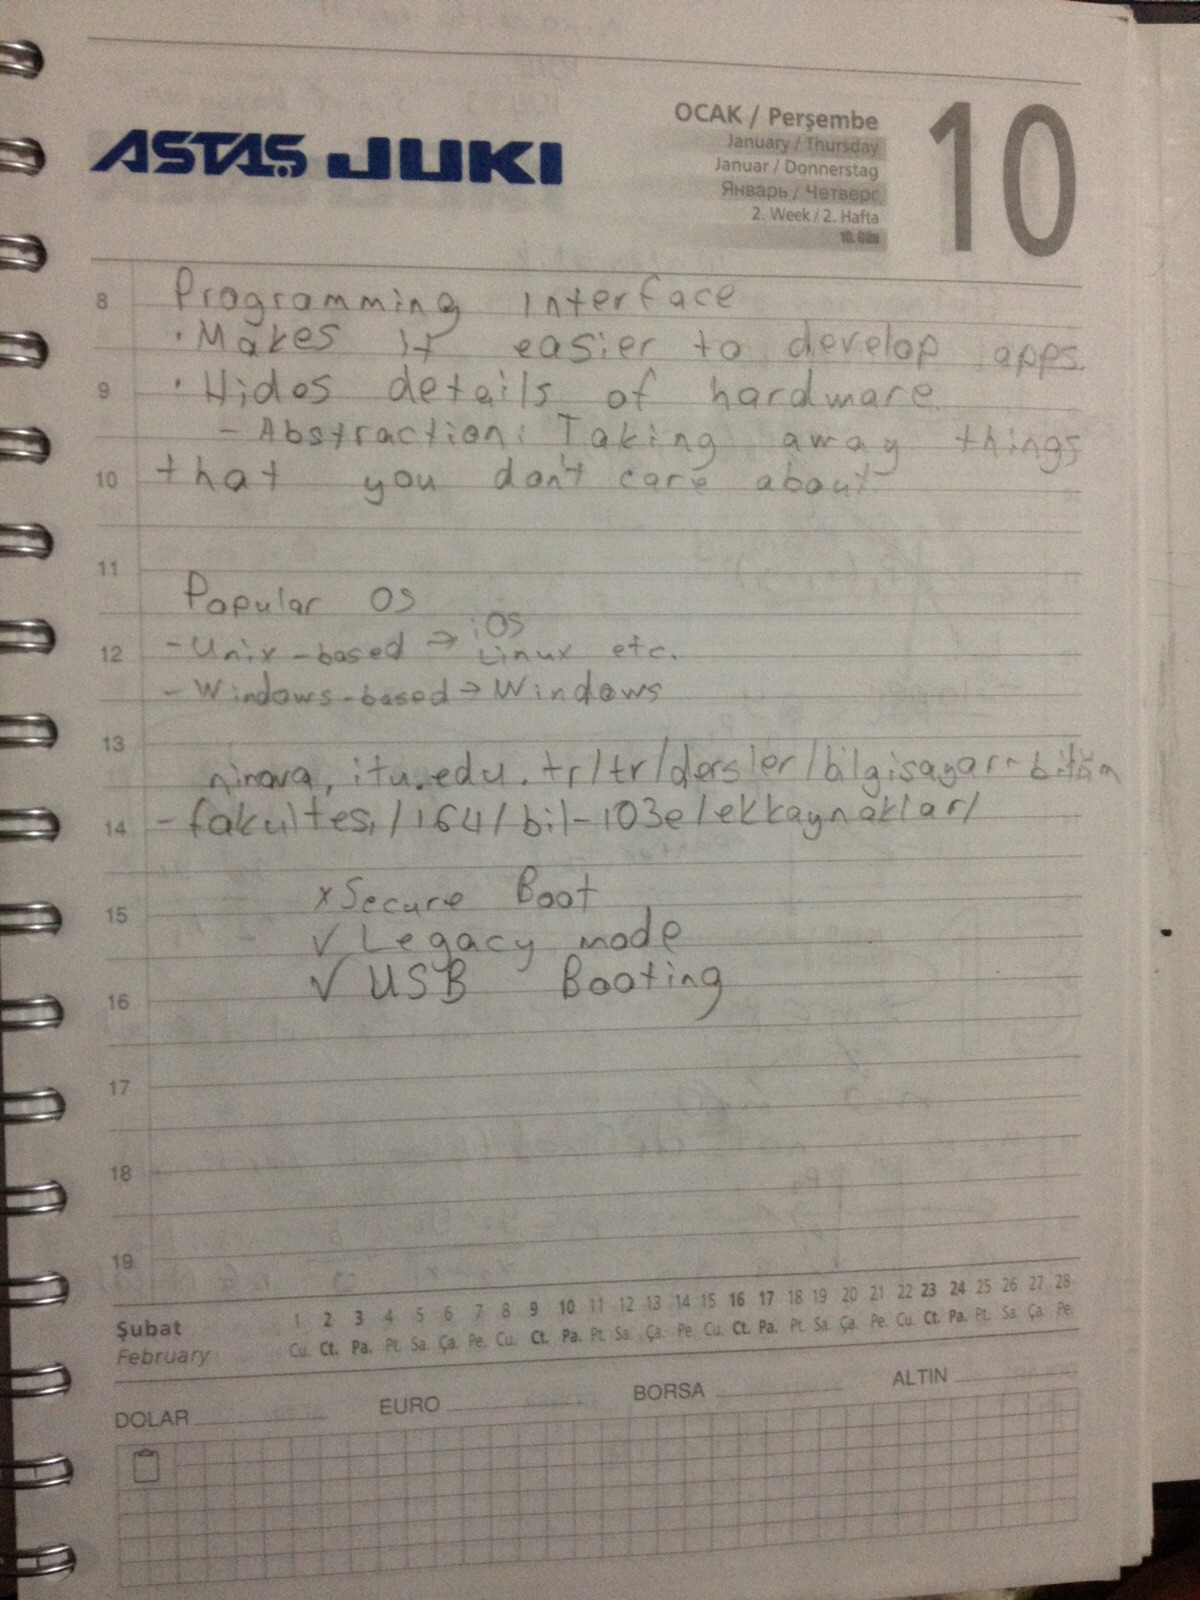 ASTAŞ JUKI
OCAK / Perşembe
January / Thursday
Januar / Donnerstag
Январь / Четверг
2. Week / 2. Hafta
10. Gün
10
8 Programming interface
· Makes It easier to develop apps.
9 · Hides details of hardware
- Abstraction: Taking away things
10 that you don't care about.
11
Popular OS
iOS
12 - Unix-based → Linux etc.
- Windows-based → Windows
13
ninova.itu.edu.tr/tr/dersler/bilgisayar-bilişim
14 - fakultesi/164/bil-103e/ekkaynaklar/
x Secure Boot
15
✓ Legacy mode
✓ USB Booting
16
17
18
19
Şubat 1 2 3 4 5 6 7 8 9 10 11 12 13 14 15 16 17 18 19 20 21 22 23 24 25 26 27 28
February Cu. Ct. Pa. Pt. Sa. Ça. Pe. Cu. Ct. Pa. Pt. Sa. Ça. Pe. Cu. Ct. Pa. Pt. Sa. Ça. Pe. Cu. Ct. Pa. Pt. Sa. Ça. Pe.
DOLAR EURO BORSA ALTIN